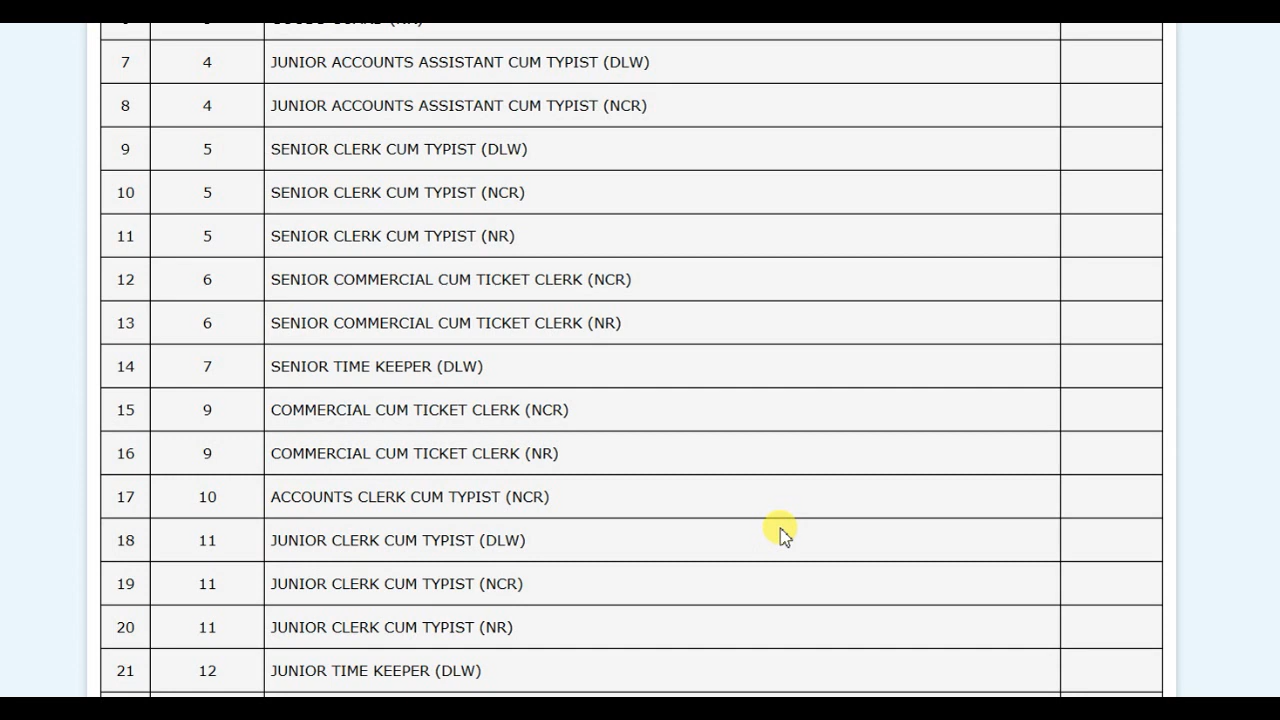 7 4 JUNIOR ACCOUNTS ASSISTANT CUM TYPIST (DLW)
8 4 JUNIOR ACCOUNTS ASSISTANT CUM TYPIST (NCR)
9 5 SENIOR CLERK CUM TYPIST (DLW)
10 5 SENIOR CLERK CUM TYPIST (NCR)
11 5 SENIOR CLERK CUM TYPIST (NR)
12 6 SENIOR COMMERCIAL CUM TICKET CLERK (NCR)
13 6 SENIOR COMMERCIAL CUM TICKET CLERK (NR)
14 7 SENIOR TIME KEEPER (DLW)
15 9 COMMERCIAL CUM TICKET CLERK (NCR)
16 9 COMMERCIAL CUM TICKET CLERK (NR)
17 10 ACCOUNTS CLERK CUM TYPIST (NCR)
18 11 JUNIOR CLERK CUM TYPIST (DLW)
19 11 JUNIOR CLERK CUM TYPIST (NCR)
20 11 JUNIOR CLERK CUM TYPIST (NR)
21 12 JUNIOR TIME KEEPER (DLW)